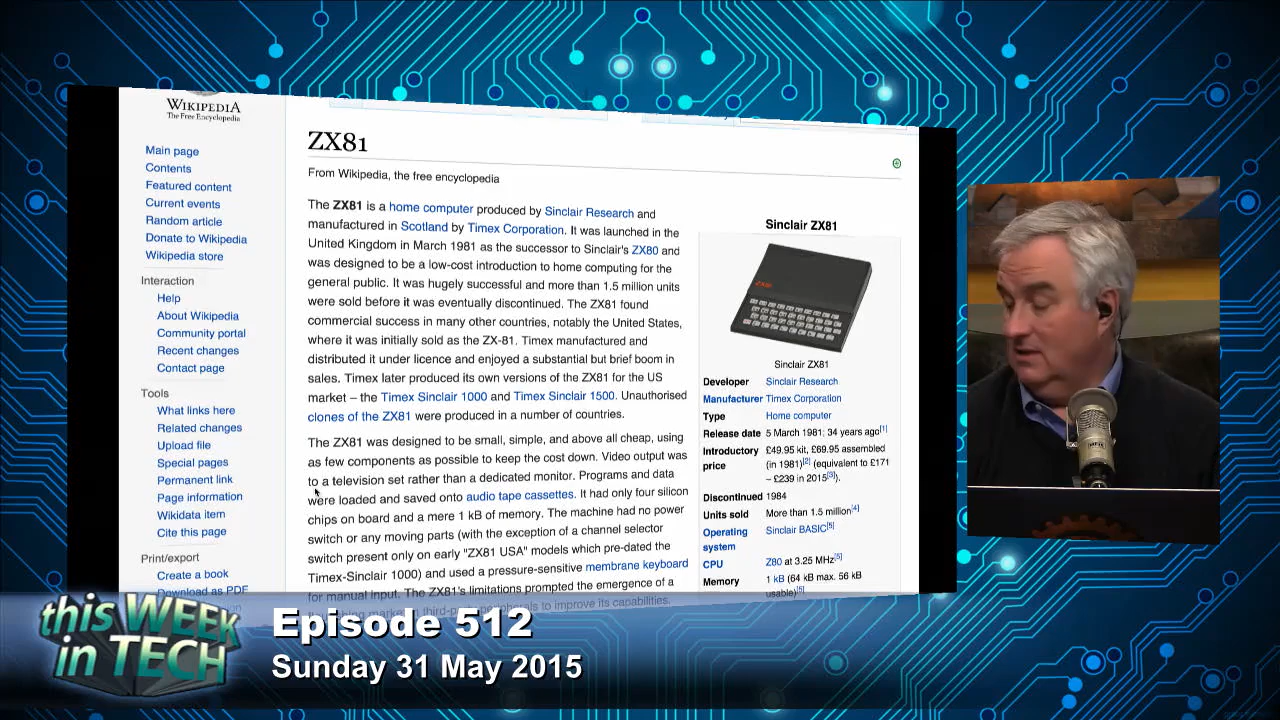 WIKIPEDIA
The Free Encyclopedia
Main page
Contents
Featured content
Current events
Random article
Donate to Wikipedia
Wikipedia store
Interaction
Help
About Wikipedia
Community portal
Recent changes
Contact page
Tools
What links here
Related changes
Upload file
Special pages
Permanent link
Page information
Wikidata item
Cite this page
Print/export
Create a book
Download as PDF
ZX81
From Wikipedia, the free encyclopedia
The ZX81 is a home computer produced by Sinclair Research and
manufactured in Scotland by Timex Corporation. It was launched in the
United Kingdom in March 1981 as the successor to Sinclair's ZX80 and
was designed to be a low-cost introduction to home computing for the
general public. It was hugely successful and more than 1.5 million units
were sold before it was eventually discontinued. The ZX81 found
commercial success in many other countries, notably the United States,
where it was initially sold as the ZX-81. Timex manufactured and
distributed it under licence and enjoyed a substantial but brief boom in
sales. Timex later produced its own versions of the ZX81 for the US
market – the Timex Sinclair 1000 and Timex Sinclair 1500. Unauthorised
clones of the ZX81 were produced in a number of countries.
The ZX81 was designed to be small, simple, and above all cheap, using
as few components as possible to keep the cost down. Video output was
to a television set rather than a dedicated monitor. Programs and data
were loaded and saved onto audio tape cassettes. It had only four silicon
chips on board and a mere 1 kB of memory. The machine had no power
switch or any moving parts (with the exception of a channel selector
switch present only on early "ZX81 USA" models which pre-dated the
Timex-Sinclair 1000) and used a pressure-sensitive membrane keyboard
for manual input. The ZX81's limitations prompted the emergence of a
market in third-party peripherals to improve its capabilities.
Sinclair ZX81
Sinclair ZX81
Developer Sinclair Research
Manufacturer Timex Corporation
Type Home computer
Release date 5 March 1981; 34 years ago[1]
Introductory price £49.95 kit, £69.95 assembled
(in 1981)[2] (equivalent to £171
– £239 in 2015[3]).
Discontinued 1984
Units sold More than 1.5 million[4]
Operating system Sinclair BASIC[5]
CPU Z80 at 3.25 MHz[5]
Memory 1 kB (64 kB max. 56 kB
usable)[5]
this WEEK
in TECH
Episode 512
Sunday 31 May 2015